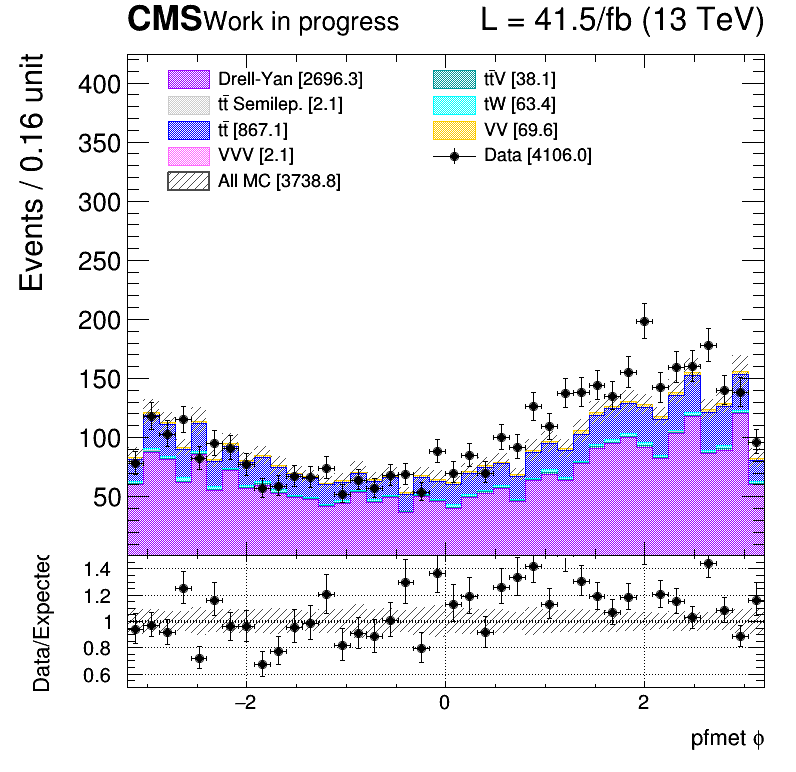 CMS Work in progress L = 41.5/fb (13 TeV)
Events / 0.16 unit
400
350
300
250
200
150
100
50
Drell-Yan [2696.3]
tt̄ Semilep. [2.1]
tt̄ [867.1]
VVV [2.1]
All MC [3738.8]
tt̄V [38.1]
tW [63.4]
VV [69.6]
Data [4106.0]
Data/Expected
1.4
1.2
1
0.8
0.6
−2 0 2
pfmet ϕ